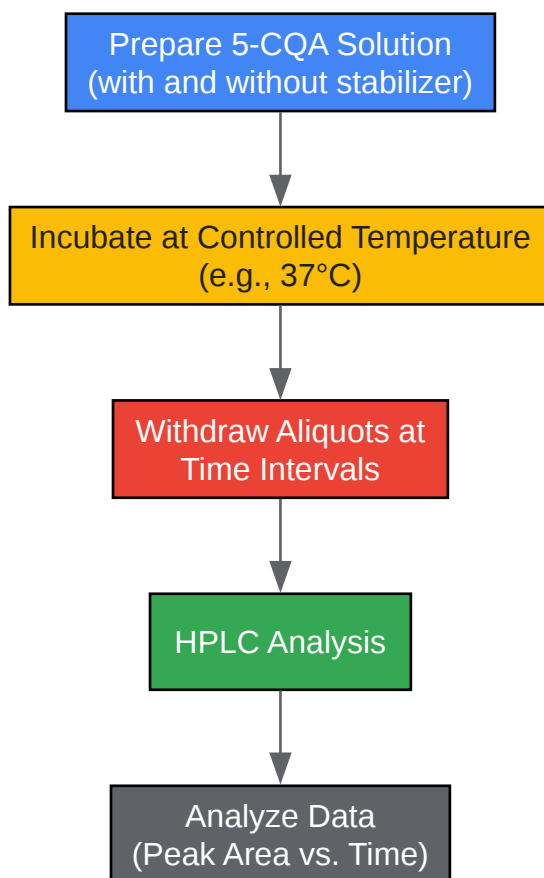 Prepare 5-CQA Solution
(with and without stabilizer)
Incubate at Controlled Temperature
(e.g., 37°C)
Withdraw Aliquots at
Time Intervals
HPLC Analysis
Analyze Data
(Peak Area vs. Time)